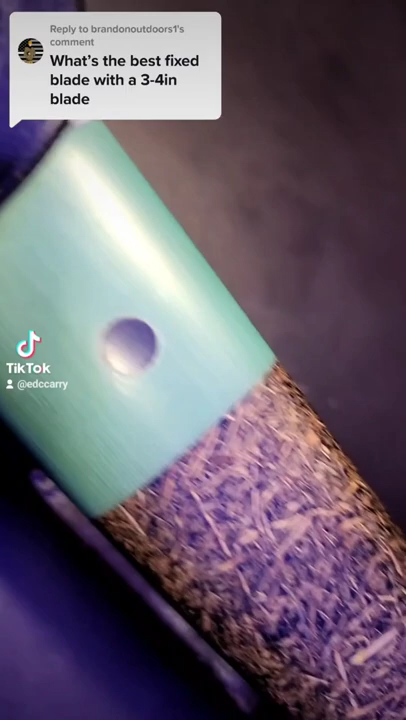 Reply to brandonoutdoors1's
comment
What's the best fixed
blade with a 3-4in
blade
TikTok
@edccarry